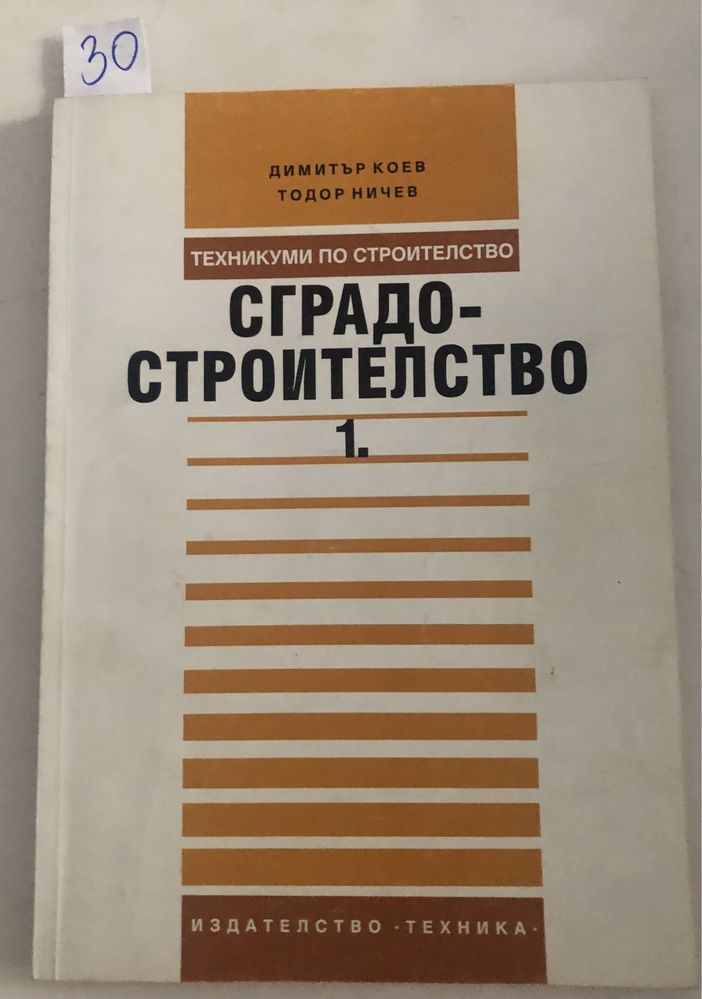 30
ДИМИТЪР КОЕВ
ТОДОР НИЧЕВ
ТЕХНИКУМИ ПО СТРОИТЕЛСТВО
СГРАДО-
СТРОИТЕЛСТВО
1.
ИЗДАТЕЛСТВО · ТЕХНИКА ·